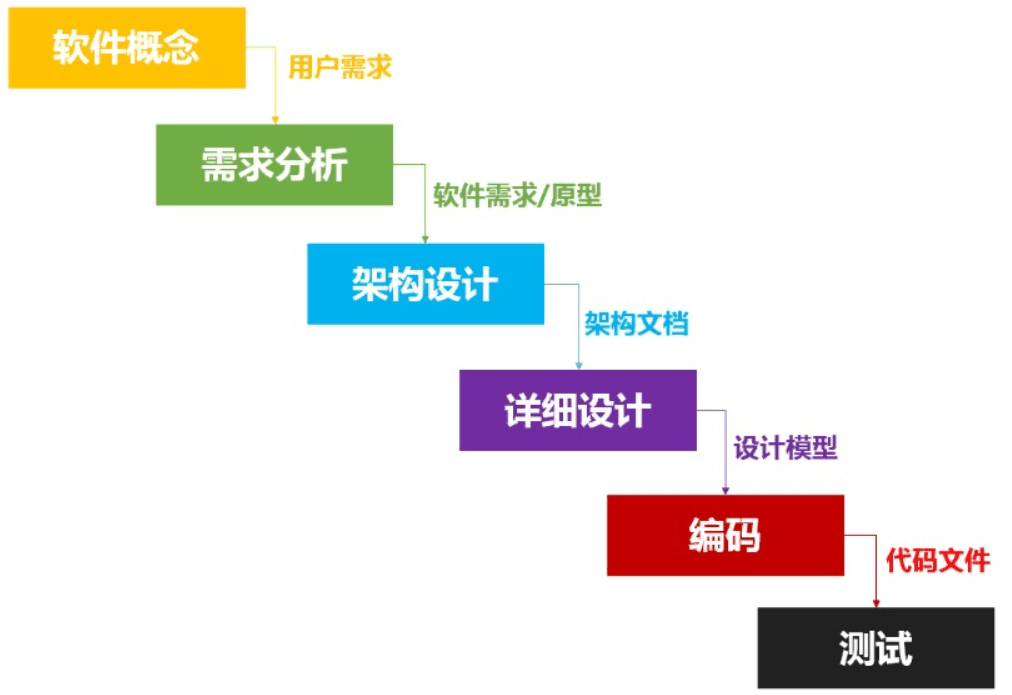 软件概念
用户需求
需求分析
软件需求/原型
架构设计
架构文档
详细设计
设计模型
编码
代码文件
测试